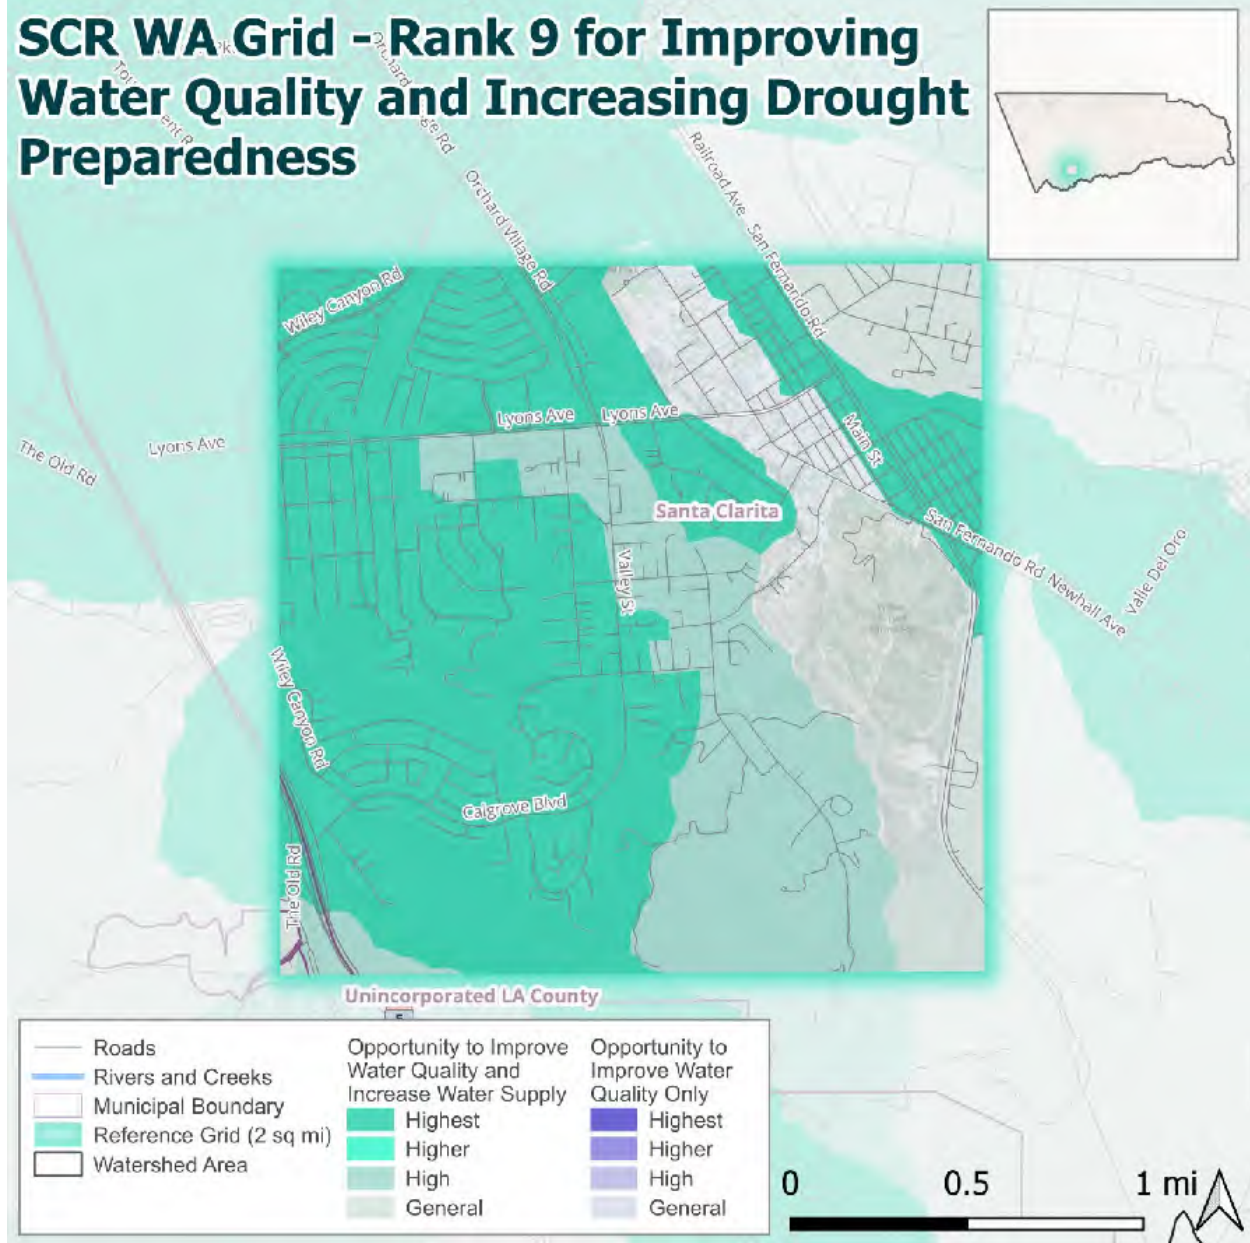 SCR WA Grid - Rank 9 for Improving
Water Quality and Increasing Drought
Preparedness
Orchard Village Rd
Railroad Ave
San Fernando Rd
Orchard Village Rd
Wiley Canyon Rd
Lyons Ave
Lyons Ave
Lyons Ave
The Old Rd
Main St
Santa Clarita
San Fernando Rd
Newhall Ave
Valle Del Oro
Valley St
Wiley Canyon Rd
Calgrove Blvd
The Old Rd
Unincorporated LA County
5
Roads
Rivers and Creeks
Municipal Boundary
Reference Grid (2 sq mi)
Watershed Area
Opportunity to Improve
Water Quality and
Increase Water Supply
Highest
Higher
High
General
Opportunity to
Improve Water
Quality Only
Highest
Higher
High
General
0 0.5 1 mi